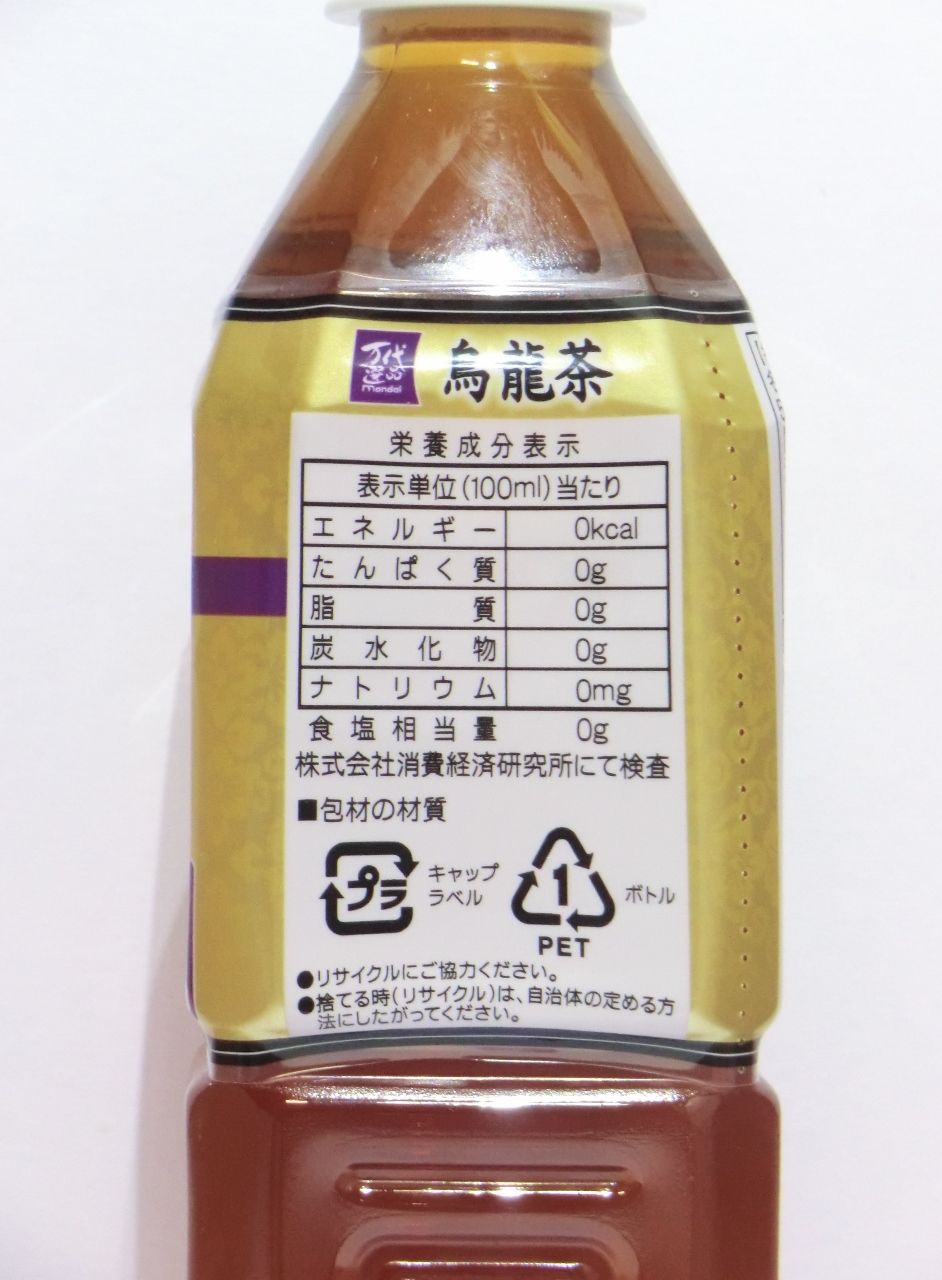 万代
選品
mandai
烏龍茶
栄養成分表示
表示単位(100ml)当たり
エネルギー 0kcal
たんぱく質 0g
脂質 0g
炭水化物 0g
ナトリウム 0mg
食塩相当量 0g
株式会社消費経済研究所にて検査
■包材の材質
プラ
キャップ
ラベル
1
PET
ボトル
●リサイクルにご協力ください。
●捨てる時(リサイクル)は、自治体の定める方
法にしたがってください。